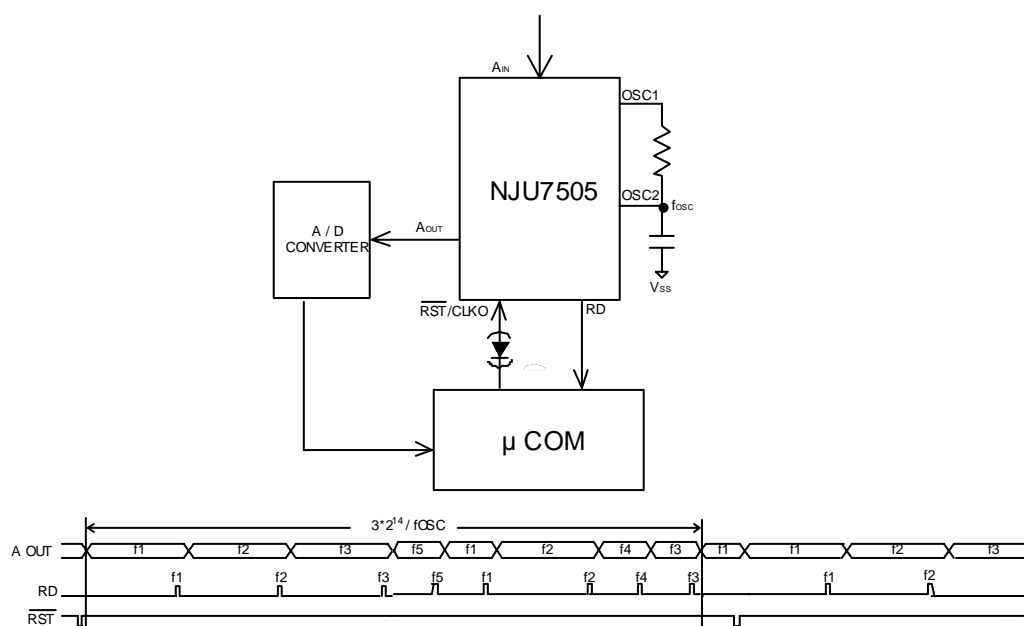 AIN
OSC1
NJU7505
OSC2
fOSC
A / D
CONVERTER
AOUT
VSS
RST/CLKO
RD
µ COM
3*2^14 / fOSC
A OUT f1 f2 f3 f5 f1 f2 f4 f3 f1 f1 f2 f3
RD f1 f2 f3 f5 f1 f2 f4 f3 f1 f2
RST